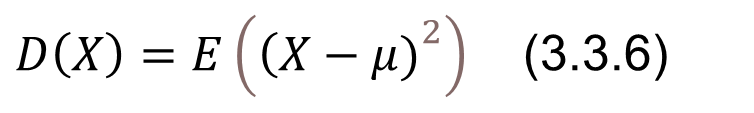 D(X) = E((X − μ)²) (3.3.6)